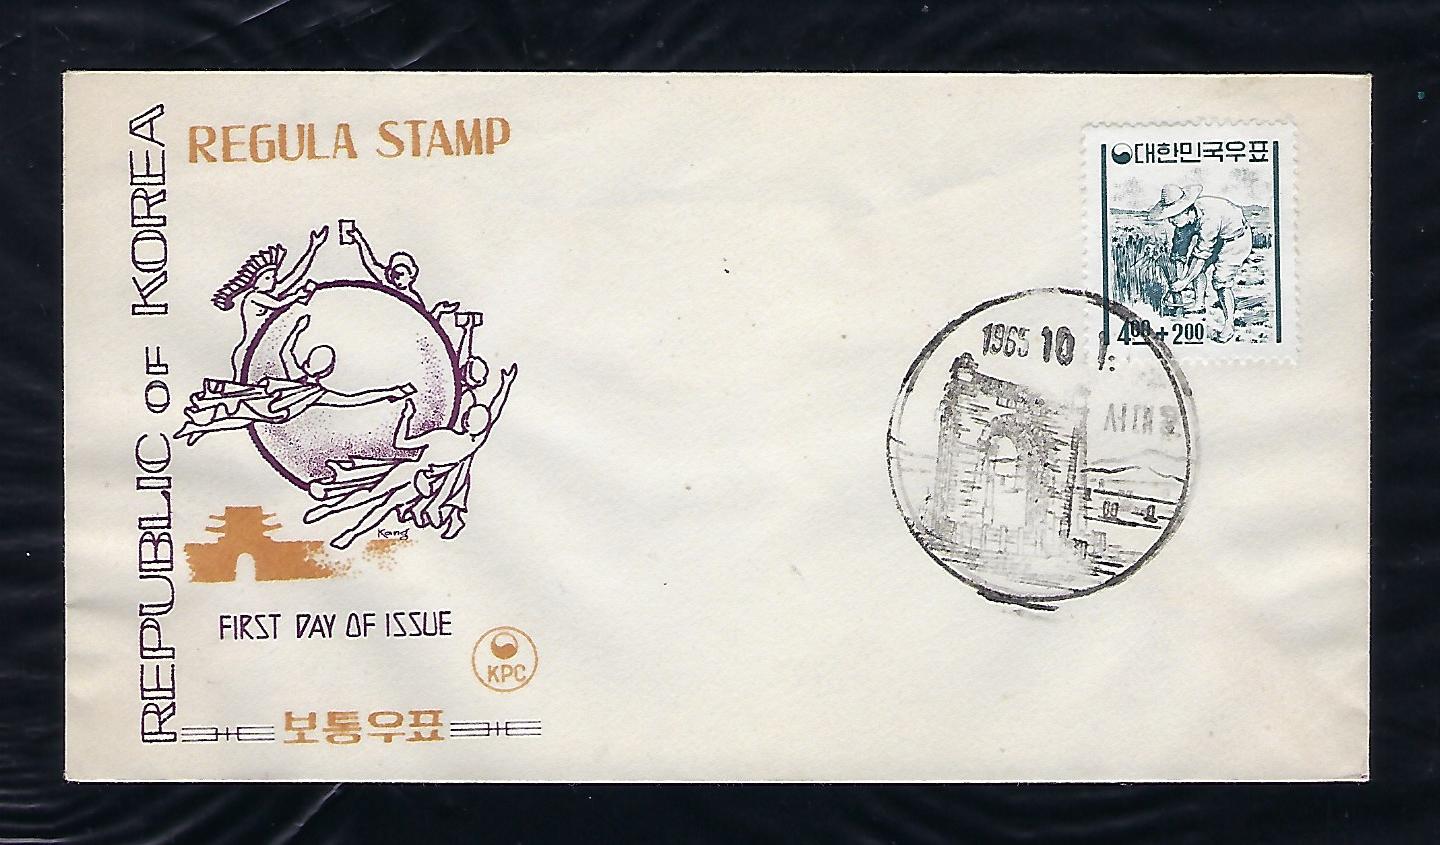 REPUBLIC OF KOREA
REGULA STAMP
대한민국우표
4.00 + 2.00
1965 10 1.
Kang
FIRST DAY OF ISSUE
KPC
보통우표